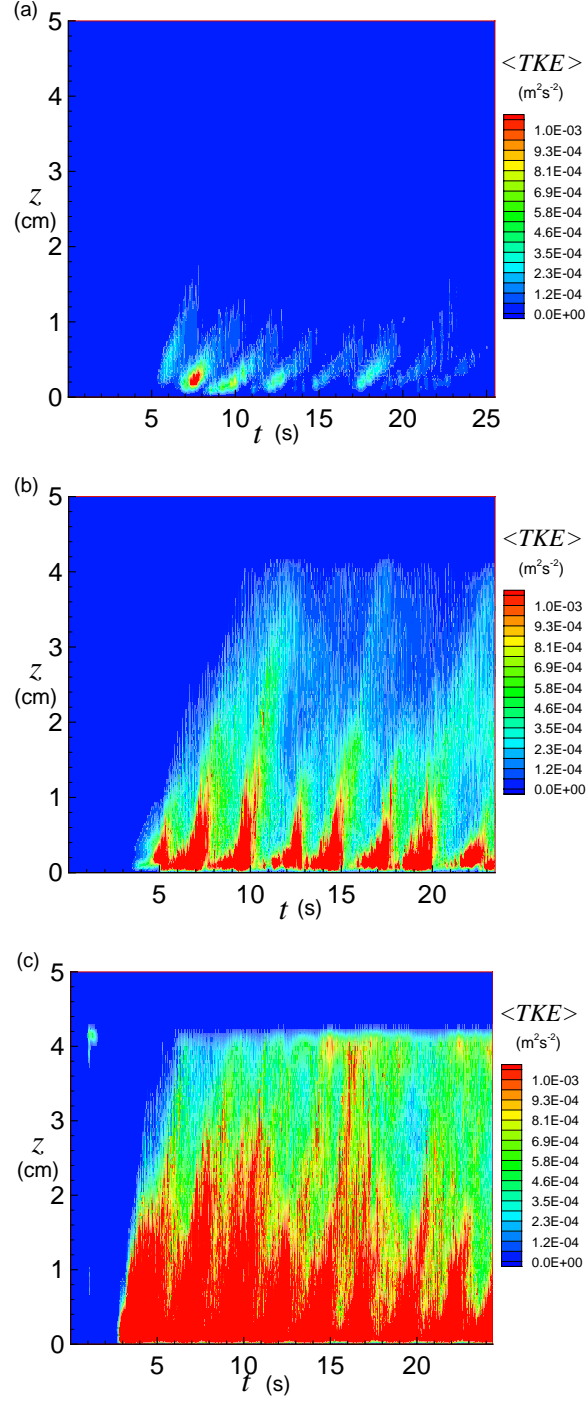 (a)
5
4
3
z
(cm)
2
1
0
5
10
15
20
25
t (s)
<TKE>
(m²s⁻²)
1.0E-03
9.3E-04
8.1E-04
6.9E-04
5.8E-04
4.6E-04
3.5E-04
2.3E-04
1.2E-04
0.0E+00
(b)
5
4
3
z
(cm)
2
1
0
5
10
15
20
t (s)
<TKE>
(m²s⁻²)
1.0E-03
9.3E-04
8.1E-04
6.9E-04
5.8E-04
4.6E-04
3.5E-04
2.3E-04
1.2E-04
0.0E+00
(c)
5
4
3
z
(cm)
2
1
0
5
10
15
20
t (s)
<TKE>
(m²s⁻²)
1.0E-03
9.3E-04
8.1E-04
6.9E-04
5.8E-04
4.6E-04
3.5E-04
2.3E-04
1.2E-04
0.0E+00